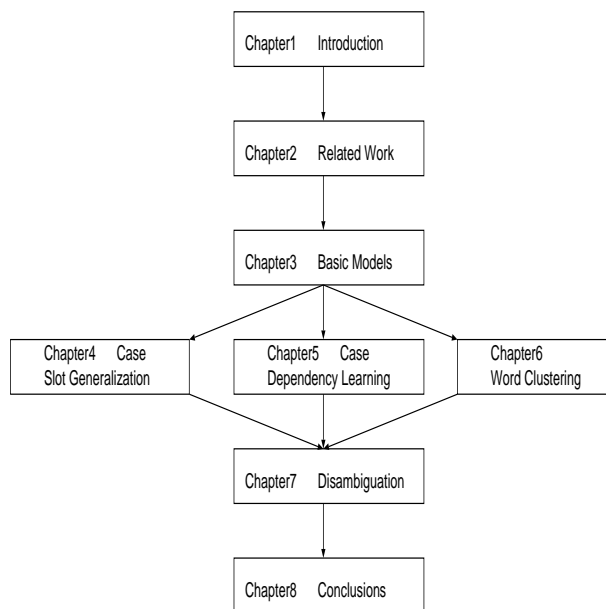 Chapter1 Introduction
Chapter2 Related Work
Chapter3 Basic Models
Chapter4 Case
Slot Generalization
Chapter5 Case
Dependency Learning
Chapter6
Word Clustering
Chapter7 Disambiguation
Chapter8 Conclusions